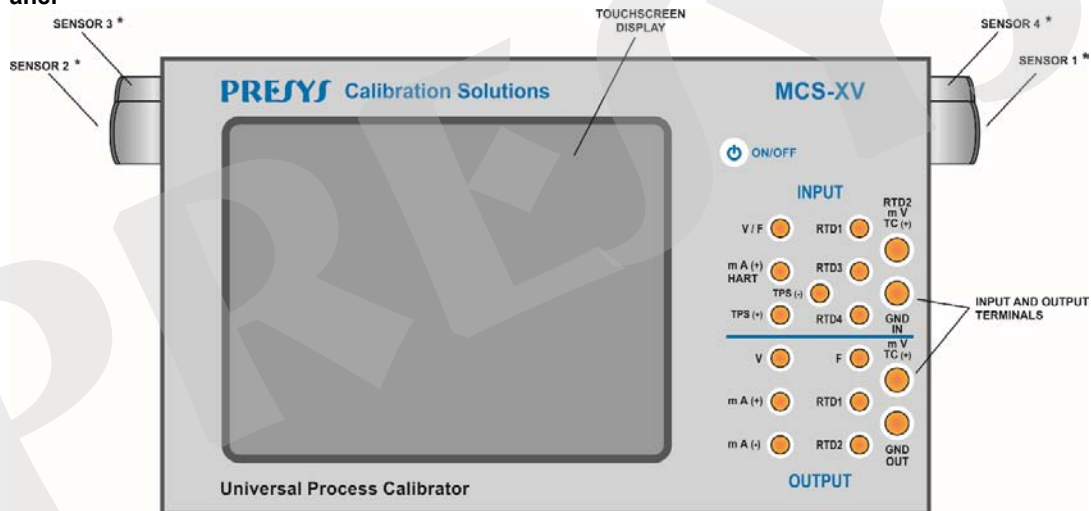 SENSOR 3 *
TOUCHSCREEN
DISPLAY
SENSOR 4 *
SENSOR 2 *
SENSOR 1 *
PRESYS Calibration Solutions
MCS-XV
ON/OFF
INPUT
V / F
RTD1
RTD2
m V
TC (+)
m A (+)
HART
RTD3
TPS (-)
TPS (+)
RTD4
GND
IN
INPUT AND OUTPUT
TERMINALS
V
F
m V
TC (+)
m A (+)
RTD1
m A (-)
RTD2
GND
OUT
OUTPUT
Universal Process Calibrator